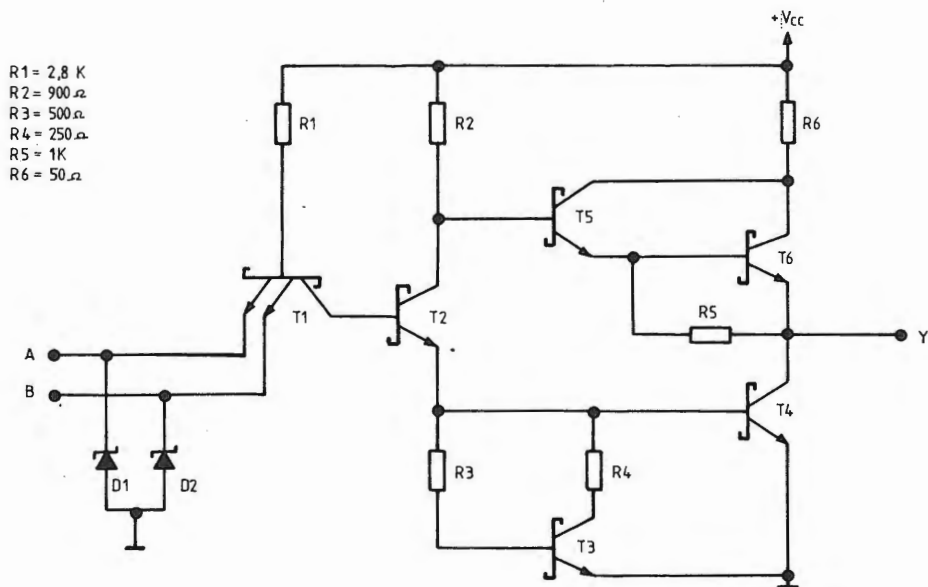 +Vcc
R1 = 2,8 K
R2 = 900 Ω
R3 = 500 Ω
R4 = 250 Ω
R5 = 1K
R6 = 50 Ω
R1
R2
R6
T5
T6
T1
T2
R5
Y
A
B
T4
D1
D2
R3
R4
T3